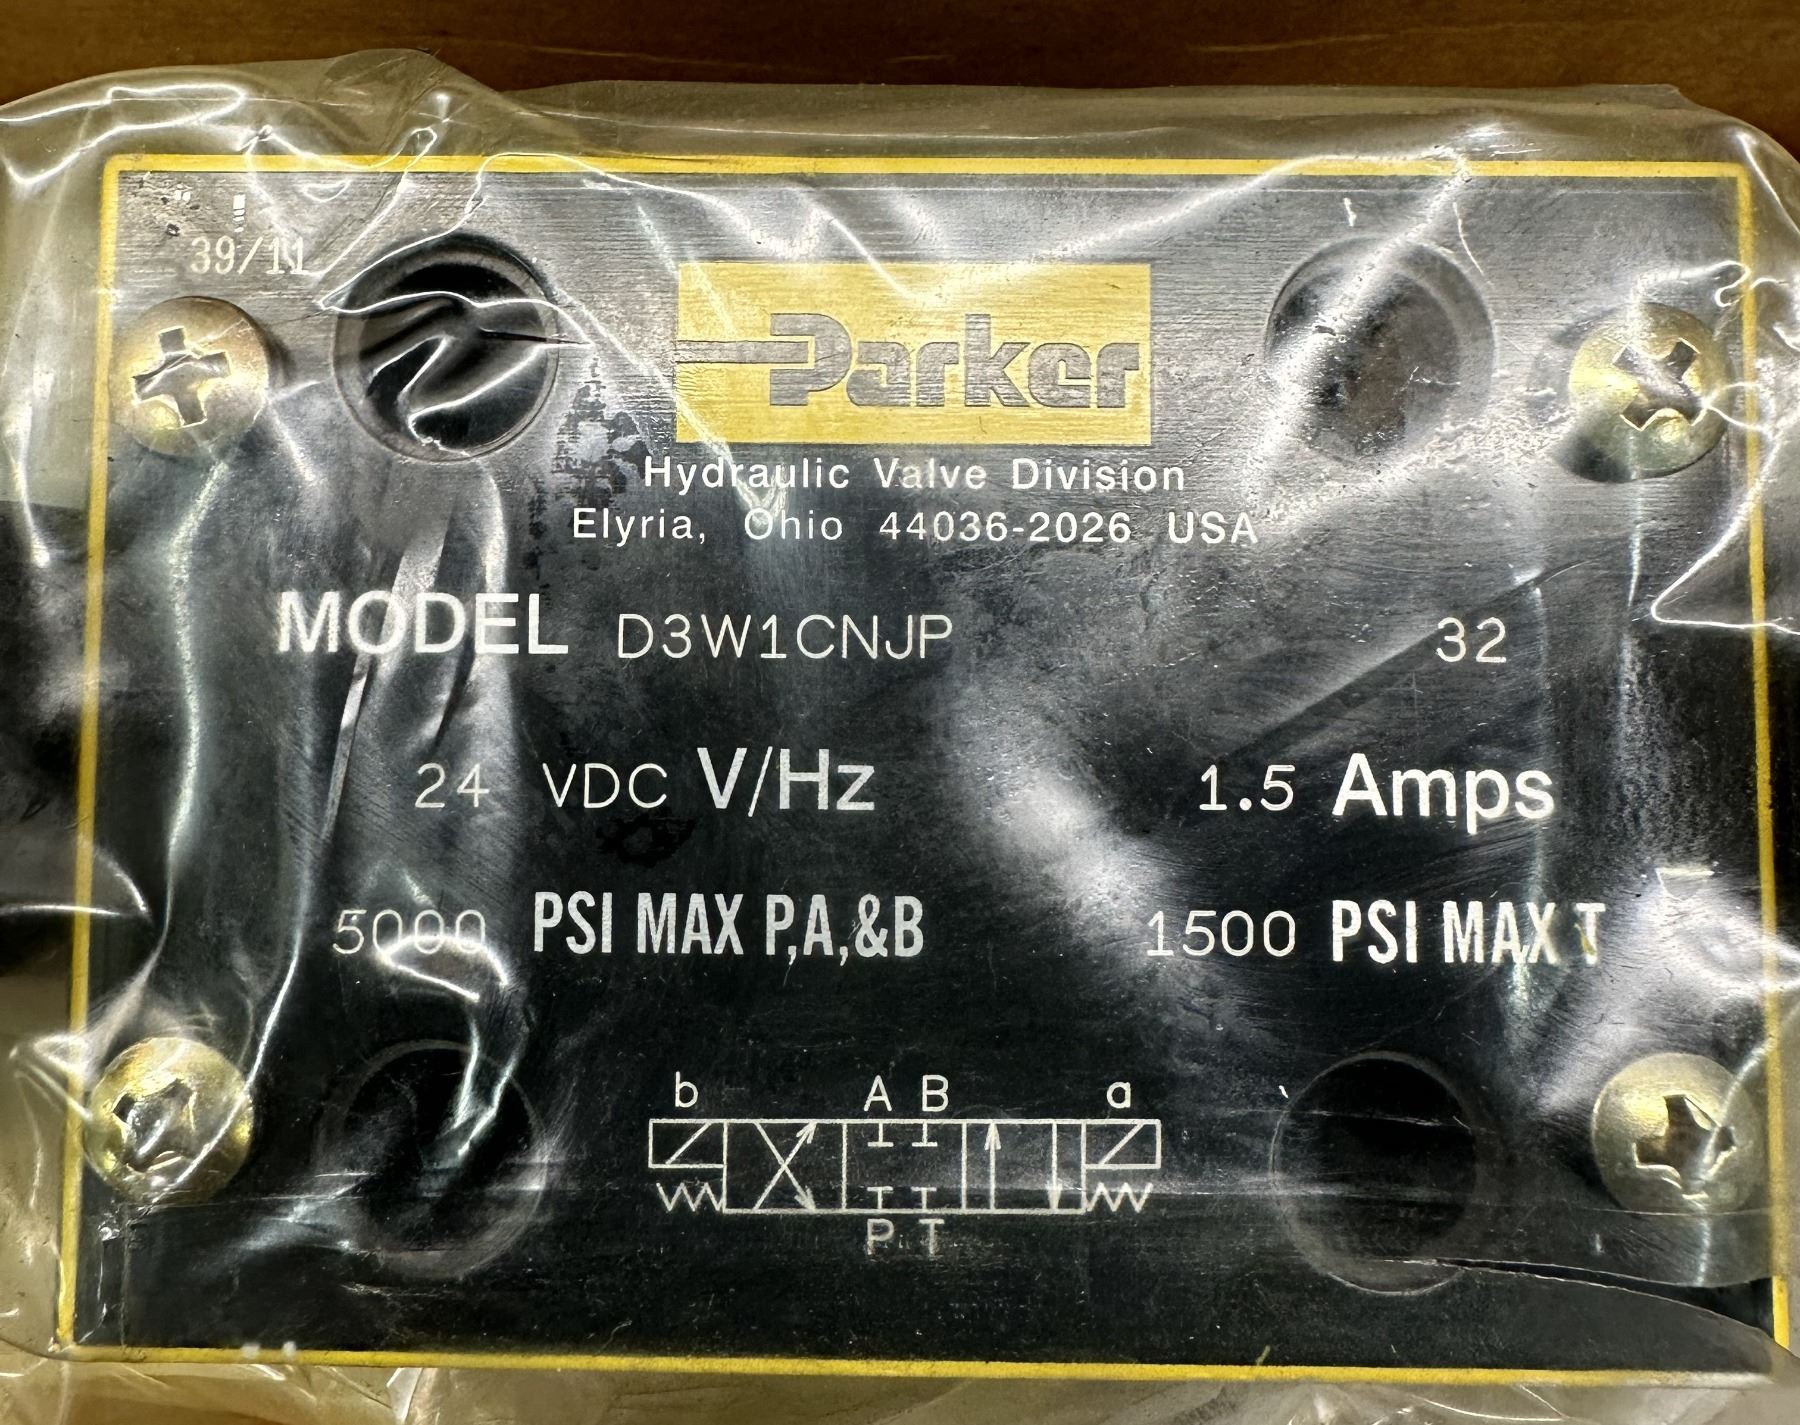 39/11
Parker
Hydraulic Valve Division
Elyria, Ohio 44036-2026 USA
MODEL D3W1CNJP 32
24 VDC V/Hz 1.5 Amps
5000 PSI MAX P,A,&B 1500 PSI MAX T
b A B a
P T